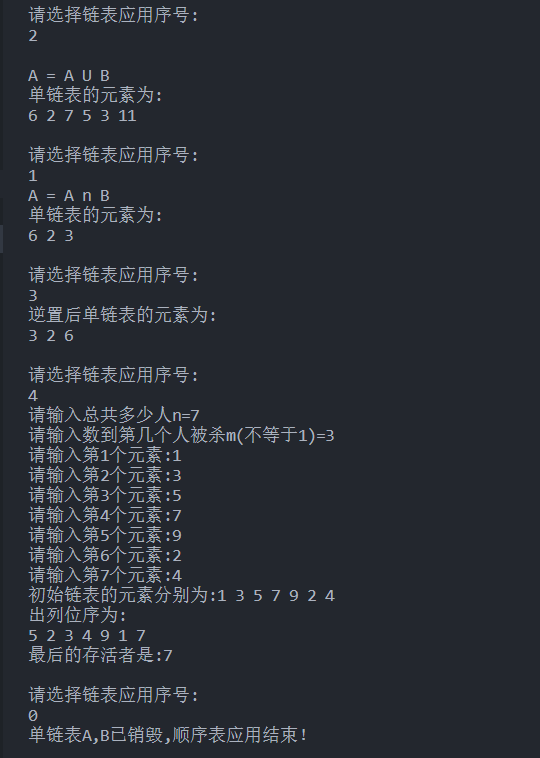 请选择链表应用序号:
2
A = A U B
单链表的元素为:
6 2 7 5 3 11
请选择链表应用序号:
1
A = A n B
单链表的元素为:
6 2 3
请选择链表应用序号:
3
逆置后单链表的元素为:
3 2 6
请选择链表应用序号:
4
请输入总共多少人n=7
请输入数到第几个人被杀m(不等于1)=3
请输入第1个元素:1
请输入第2个元素:3
请输入第3个元素:5
请输入第4个元素:7
请输入第5个元素:9
请输入第6个元素:2
请输入第7个元素:4
初始链表的元素分别为:1 3 5 7 9 2 4
出列位序为:
5 2 3 4 9 1 7
最后的存活者是:7
请选择链表应用序号:
0
单链表A,B已销毁,顺序表应用结束!